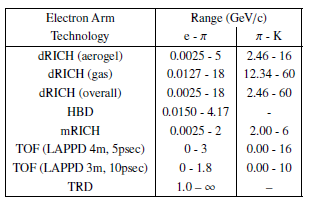 Electron Arm Range (GeV/c)
Technology e - π π - K
dRICH (aerogel) 0.0025 - 5 2.46 - 16
dRICH (gas) 0.0127 - 18 12.34 - 60
dRICH (overall) 0.0025 - 18 2.46 - 60
HBD 0.0150 - 4.17 -
mRICH 0.0025 - 2 2.00 - 6
TOF (LAPPD 4m, 5psec) 0 - 3 0.00 - 16
TOF (LAPPD 3m, 10psec) 0 - 1.8 0.00 - 10
TRD 1.0 – ∞ –